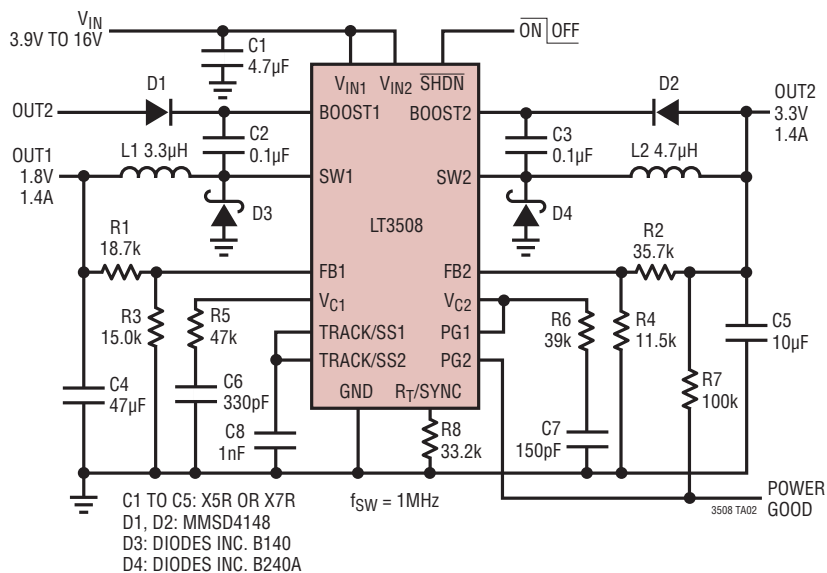 VIN
3.9V TO 16V
C1
4.7µF
ON OFF
VIN1 VIN2 SHDN
D1
D2
OUT2
BOOST1
BOOST2
OUT2
3.3V
1.4A
C2
0.1µF
C3
0.1µF
OUT1
1.8V
1.4A
L1 3.3µH
L2 4.7µH
SW1
SW2
D3
D4
LT3508
R1
18.7k
R2
35.7k
FB1
FB2
VC1
VC2
R3
15.0k
R5
47k
TRACK/SS1
TRACK/SS2
PG1
PG2
R6
39k
R4
11.5k
C5
10µF
R7
100k
C4
47µF
C6
330pF
GND
RT/SYNC
C8
1nF
R8
33.2k
C7
150pF
C1 TO C5: X5R OR X7R
D1, D2: MMSD4148
D3: DIODES INC. B140
D4: DIODES INC. B240A
fSW = 1MHz
3508 TA02
POWER
GOOD